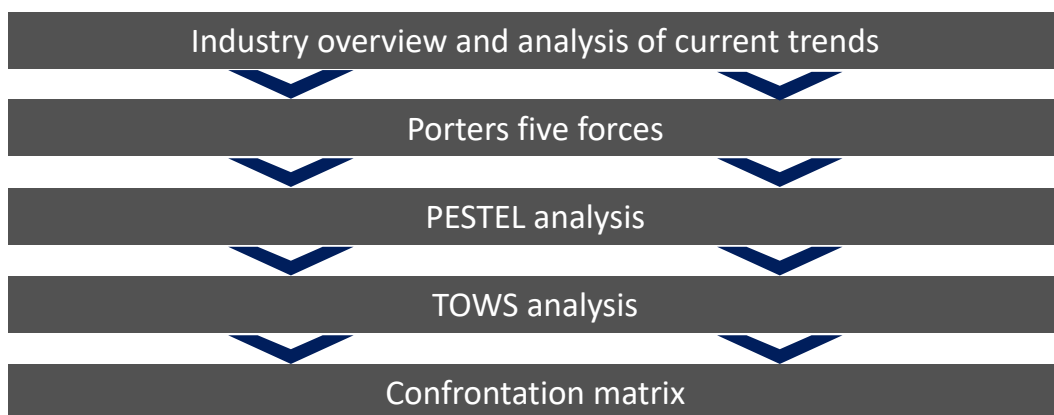 Industry overview and analysis of current trends
Porters five forces
PESTEL analysis
TOWS analysis
Confrontation matrix